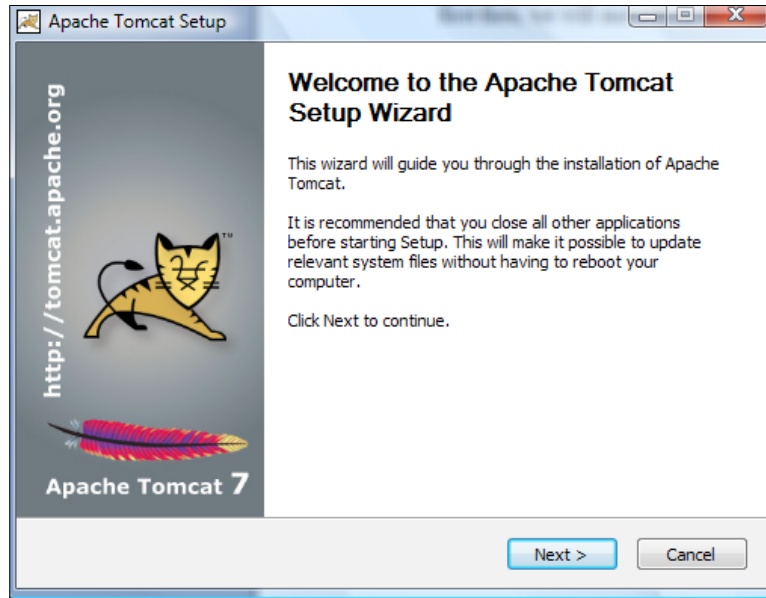 Apache Tomcat Setup
http://tomcat.apache.org
TM
Apache Tomcat 7
Welcome to the Apache Tomcat
Setup Wizard
This wizard will guide you through the installation of Apache
Tomcat.
It is recommended that you close all other applications
before starting Setup. This will make it possible to update
relevant system files without having to reboot your
computer.
Click Next to continue.
Next >
Cancel